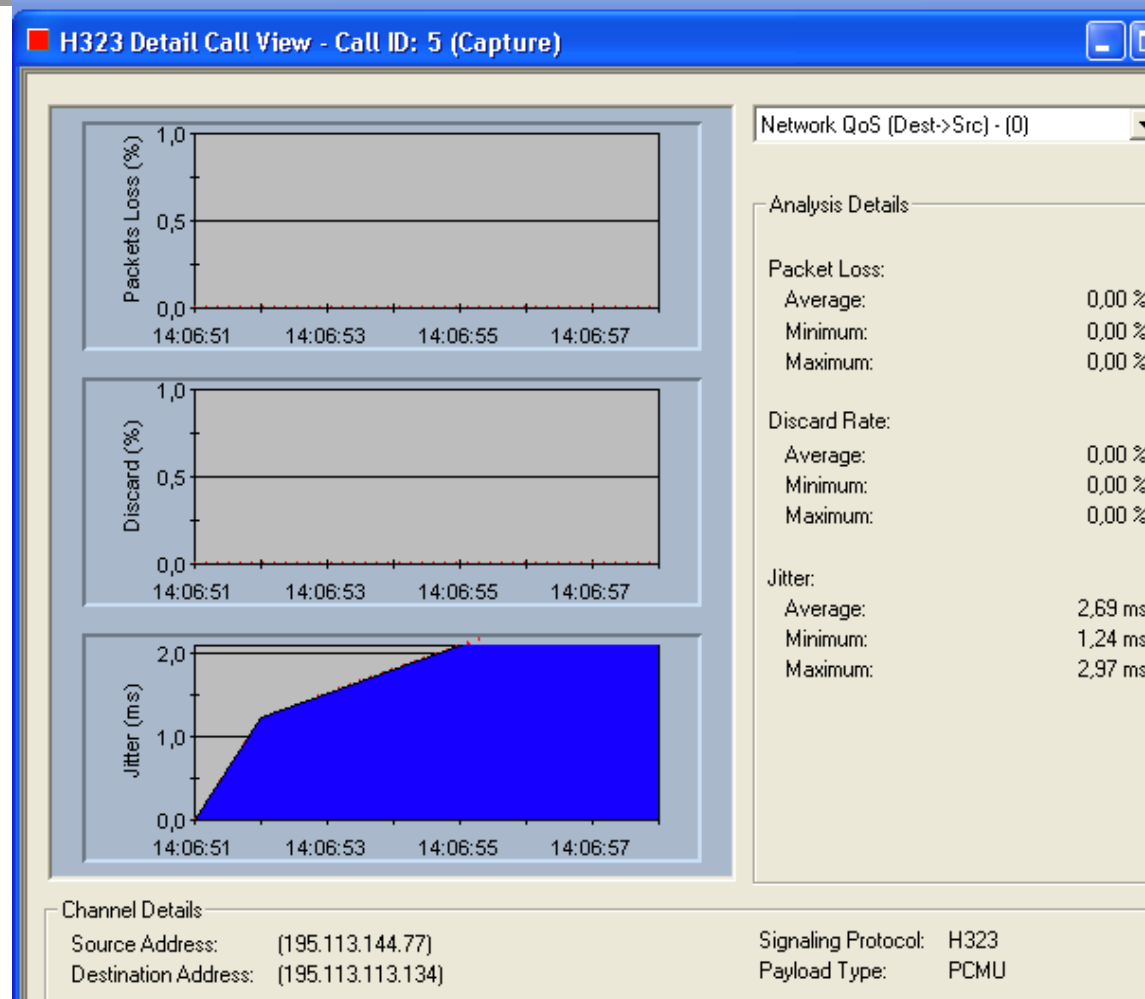 H323 Detail Call View - Call ID: 5 (Capture)
Packets Loss (%)
1,0
0,5
0,0
14:06:51 14:06:53 14:06:55 14:06:57
Discard (%)
1,0
0,5
0,0
14:06:51 14:06:53 14:06:55 14:06:57
Jitter (ms)
2,0
1,0
0,0
14:06:51 14:06:53 14:06:55 14:06:57
Network QoS (Dest->Src) - (0)
Analysis Details
Packet Loss:
Average: 0,00 %
Minimum: 0,00 %
Maximum: 0,00 %
Discard Rate:
Average: 0,00 %
Minimum: 0,00 %
Maximum: 0,00 %
Jitter:
Average: 2,69 ms
Minimum: 1,24 ms
Maximum: 2,97 ms
Channel Details
Source Address: (195.113.144.77)
Destination Address: (195.113.113.134)
Signaling Protocol: H323
Payload Type: PCMU